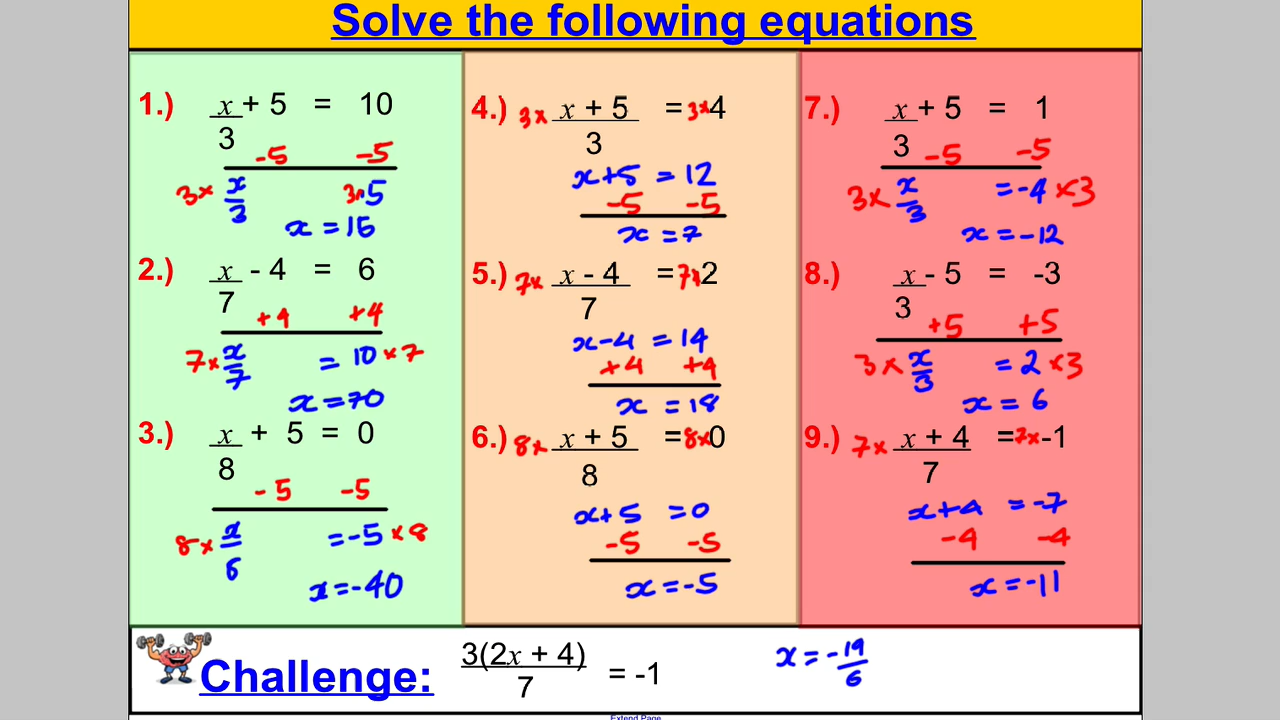 Solve the following equations
1.) x + 5 = 10
3
-5 -5
3× x 3×5
3
x = 15
2.) x - 4 = 6
7
+4 +4
7× x = 10 ×7
7
x = 70
3.) x + 5 = 0
8
-5 -5
8× x = -5 ×8
8
x = -40
4.) 3× x + 5 = 3×4
3
x+5 = 12
-5 -5
x = 7
5.) 7× x - 4 = 7×2
7
x-4 = 14
+4 +4
x = 18
6.) 8× x + 5 = 8×0
8
x+5 = 0
-5 -5
x = -5
7.) x + 5 = 1
3
-5 -5
3× x = -4 ×3
3
x = -12
8.) x - 5 = -3
3
+5 +5
3× x = 2 ×3
3
x = 6
9.) 7× x + 4 = 7× -1
7
x+4 = -7
-4 -4
x = -11
Challenge: 3(2x + 4) = -1
7
x = -19
6
Extend Page